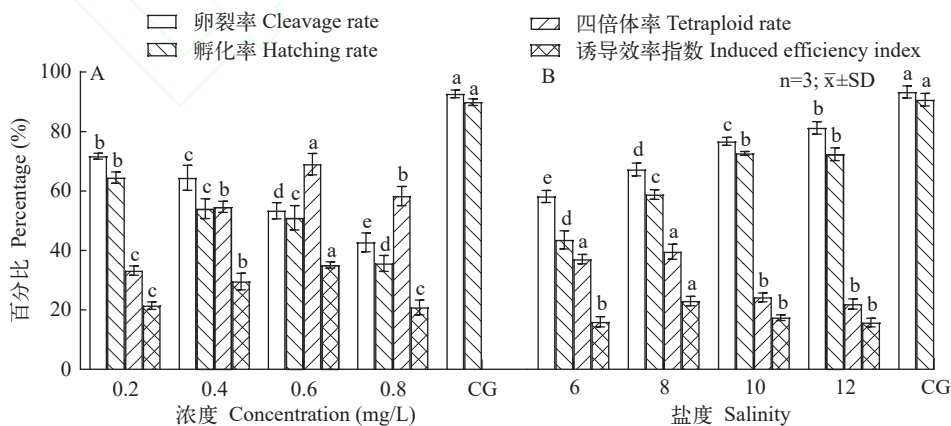 卵裂率 Cleavage rate
四倍体率 Tetraploid rate
孵化率 Hatching rate
诱导效率指数 Induced efficiency index
百分比 Percentage (%)
100
80
60
40
20
0
A
b
b
c
c
c
c
b
b
d
c
a
a
e
d
b
c
a
a
0.2
0.4
0.6
0.8
CG
浓度 Concentration (mg/L)
B
n=3; x̅±SD
e
d
a
b
d
c
a
a
c
b
b
b
b
b
b
b
a
a
6
8
10
12
CG
盐度 Salinity